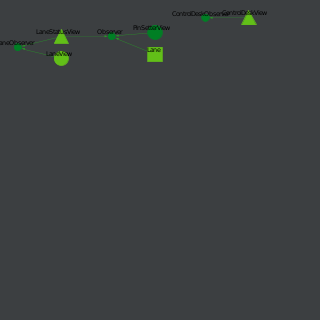 ControlDeskObserver
ControlDeskView
PinSetterView
LaneStatusView
Observer
LaneObserver
Lane
LaneView